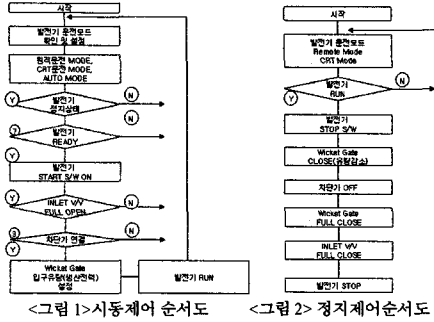 시작
발전기 운전모드
확인 및 설정
원격운전 MODE,
CRT운전 MODE,
AUTO MODE
발전기
정지상태
Y
N
발전기
READY
?
N
Y
발전기
START S/W ON
INLET V/V
FULL OPEN
Y
N
차단기 연결
3
N
Y
Wicket Gate
입구유량(생산전력)
설정
발전기 RUN
<그림 1>시동제어 순서도
시작
발전기 운전모드
Remote Mode
CRT Mode
발전기
RUN
N
Y
발전기
STOP S/W
Wicket Gate
CLOSE(유량감소)
차단기 OFF
Wicket Gate
FULL CLOSE
INLET V/V
FULL CLOSE
발전기 STOP
<그림 2> 정지제어순서도